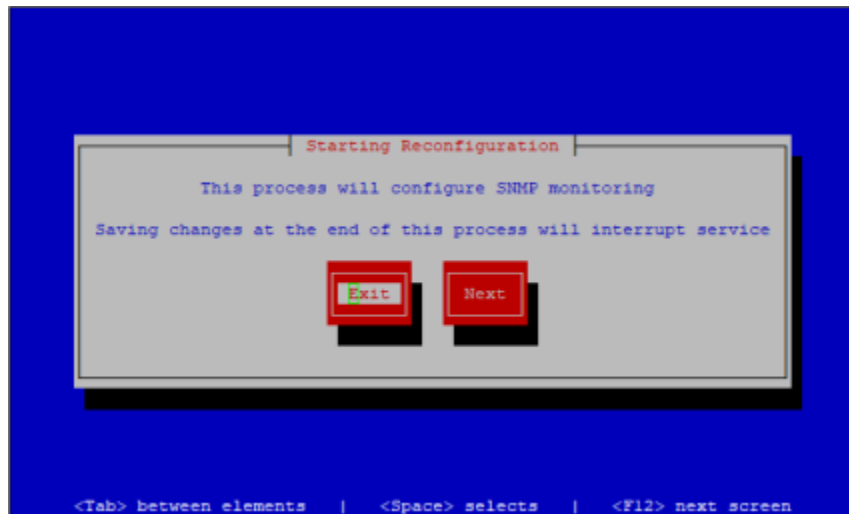 Starting Reconfiguration
This process will configure SNMP monitoring
Saving changes at the end of this process will interrupt service
Exit Next
<Tab> between elements | <Space> selects | <F12> next screen